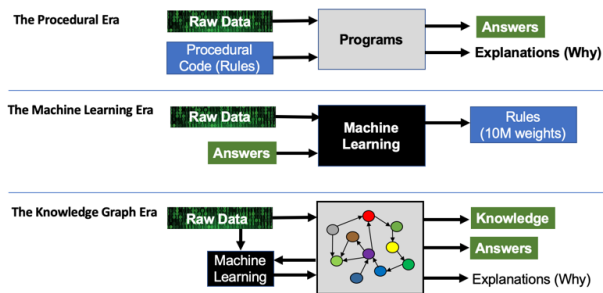 The Procedural Era
Raw Data
Procedural
Code (Rules)
Programs
Answers
Explanations (Why)
The Machine Learning Era
Raw Data
Answers
Machine
Learning
Rules
(10M weights)
The Knowledge Graph Era
Raw Data
Machine
Learning
Knowledge
Answers
Explanations (Why)